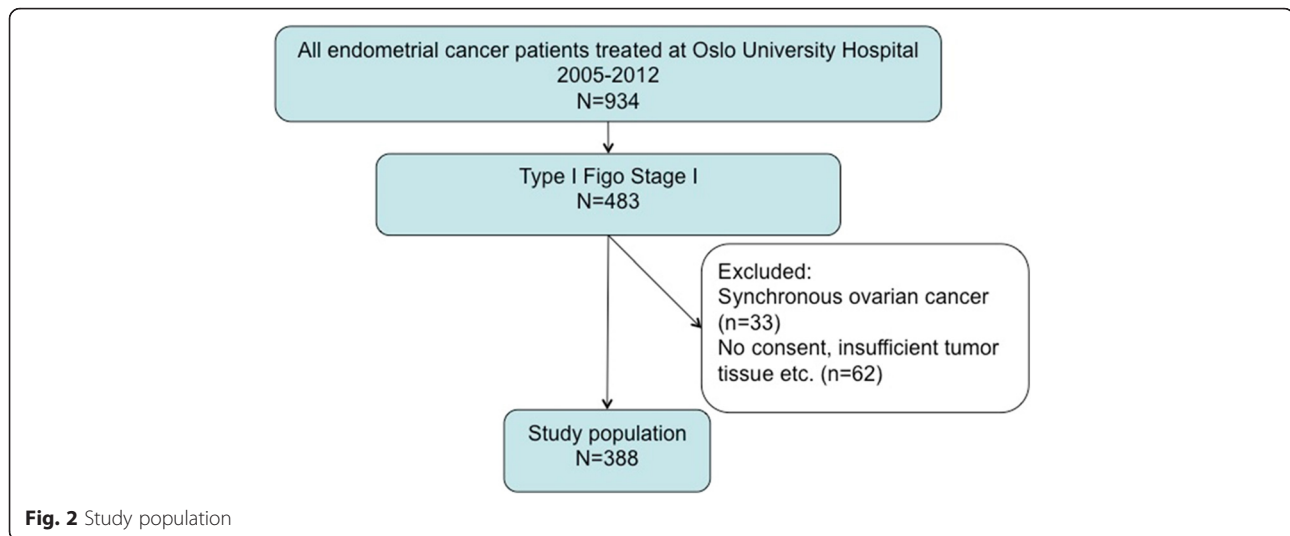 All endometrial cancer patients treated at Oslo University Hospital
2005-2012
N=934
Type I Figo Stage I
N=483
Excluded:
Synchronous ovarian cancer
(n=33)
No consent, insufficient tumor
tissue etc. (n=62)
Study population
N=388
Fig. 2 Study population